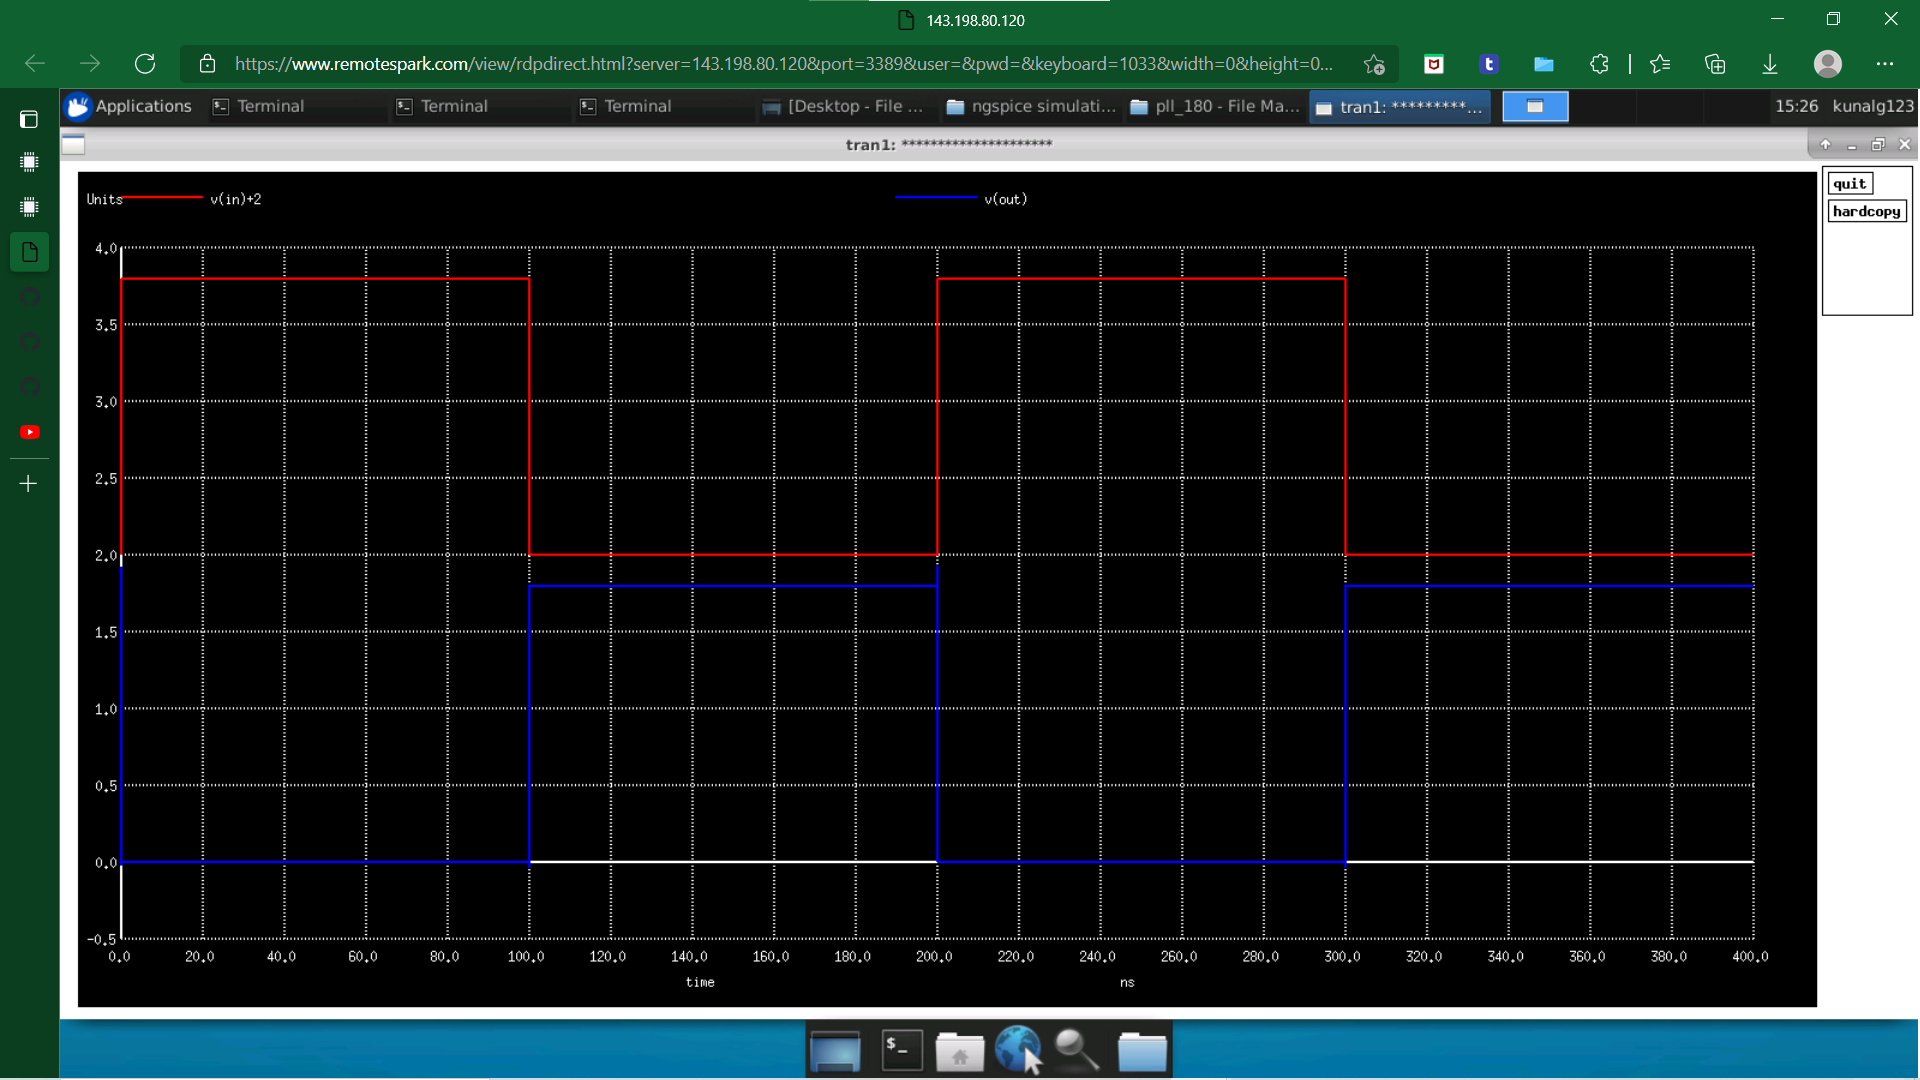 143.198.80.120
https://www.remotespark.com/view/rdpdirect.html?server=143.198.80.120&port=3389&user=&pwd=&keyboard=1033&width=0&height=0...
Applications
Terminal
Terminal
Terminal
[Desktop - File ...
ngspice simulati...
pll_180 - File Ma...
tran1: *********...
15:26
kunalg123
tran1: *********************
quit
hardcopy
Units
v(in)+2
v(out)
4.0
3.5
3.0
2.5
2.0
1.5
1.0
0.5
0.0
-0.5
0.0 20.0 40.0 60.0 80.0 100.0 120.0 140.0 160.0 180.0 200.0 220.0 240.0 260.0 280.0 300.0 320.0 340.0 360.0 380.0 400.0
time ns
$_